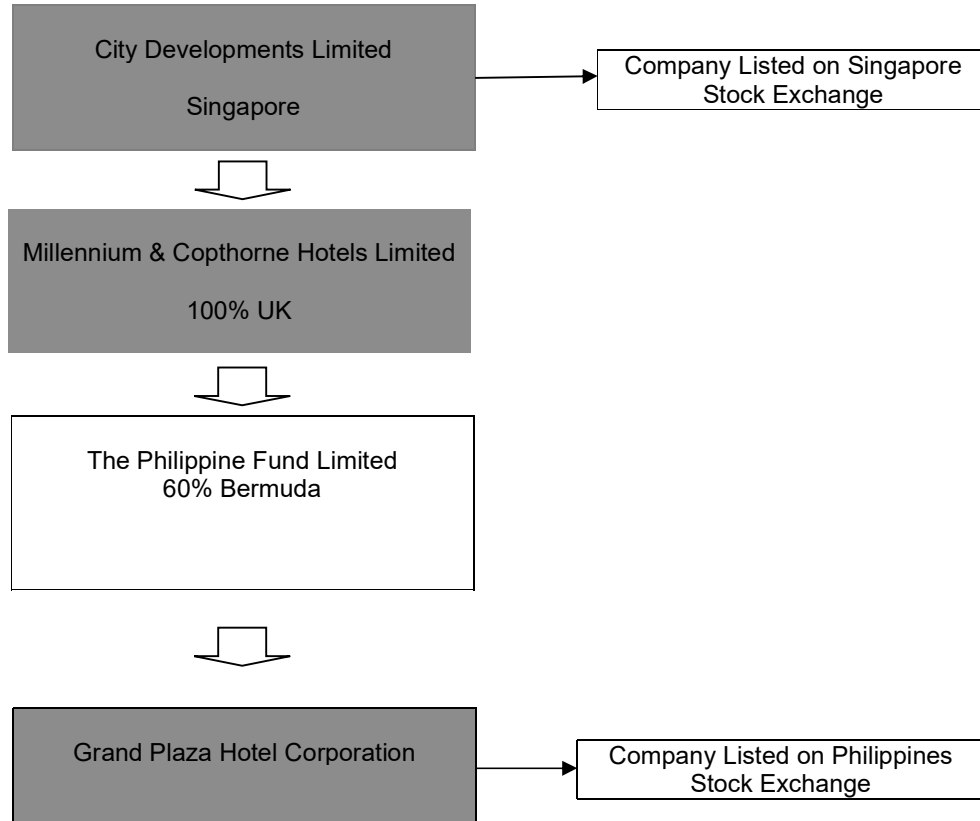 City Developments Limited
Singapore
Company Listed on Singapore
Stock Exchange
Millennium & Copthorne Hotels Limited
100% UK
The Philippine Fund Limited
60% Bermuda
Grand Plaza Hotel Corporation
Company Listed on Philippines
Stock Exchange